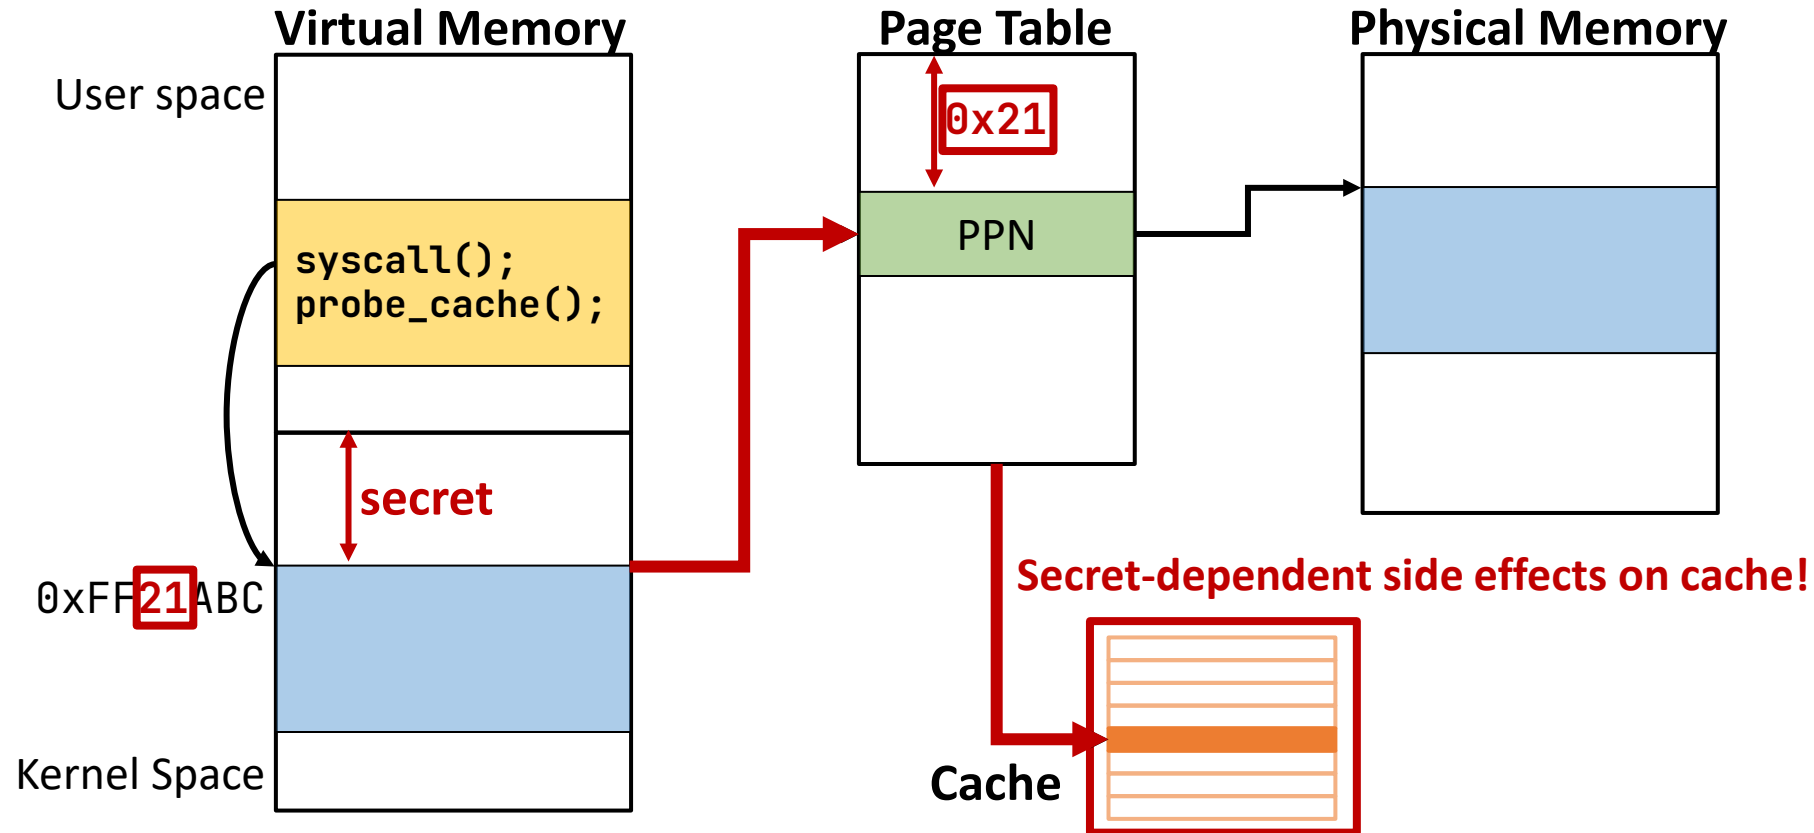 Virtual Memory
Page Table
Physical Memory
User space
0x21
syscall();
probe_cache();
PPN
secret
0xFF21ABC
Secret-dependent side effects on cache!
Kernel Space
Cache